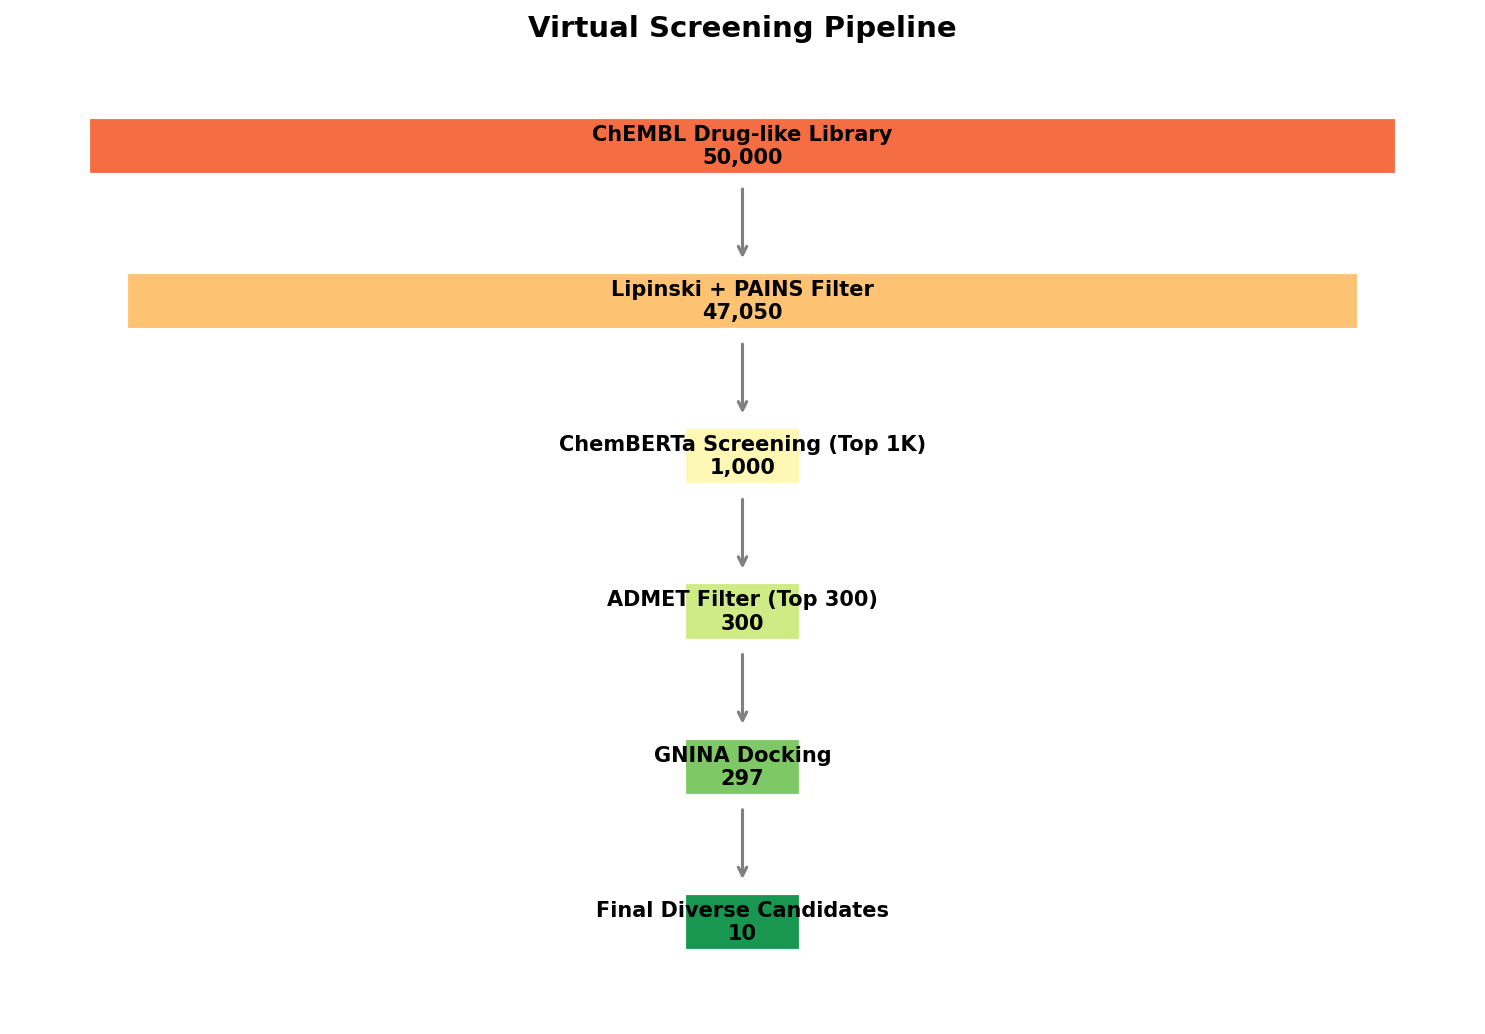 Virtual Screening Pipeline
ChEMBL Drug-like Library
50,000
Lipinski + PAINS Filter
47,050
ChemBERTa Screening (Top 1K)
1,000
ADMET Filter (Top 300)
300
GNINA Docking
297
Final Diverse Candidates
10